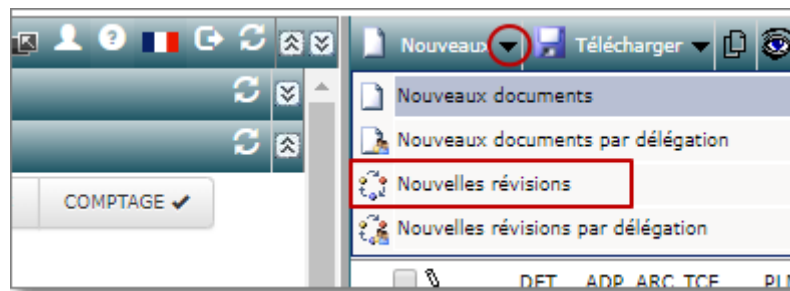 Nouveaux Télécharger
Nouveaux documents
Nouveaux documents par délégation
Nouvelles révisions
COMPTAGE ✔
Nouvelles révisions par délégation
DET ADP ARC TCE